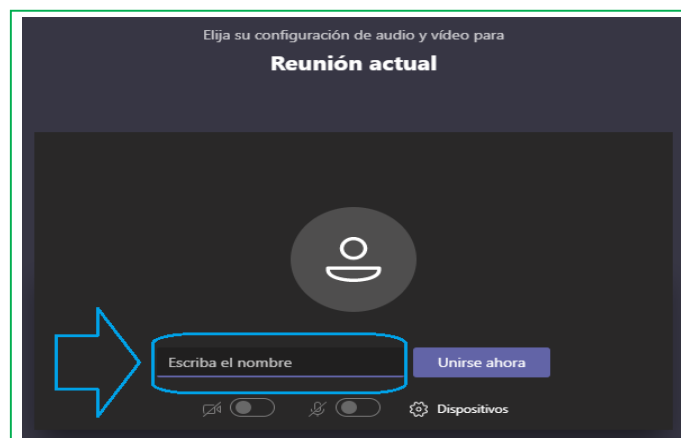 Elija su configuración de audio y vídeo para
Reunión actual
Escriba el nombre
Unirse ahora
Dispositivos